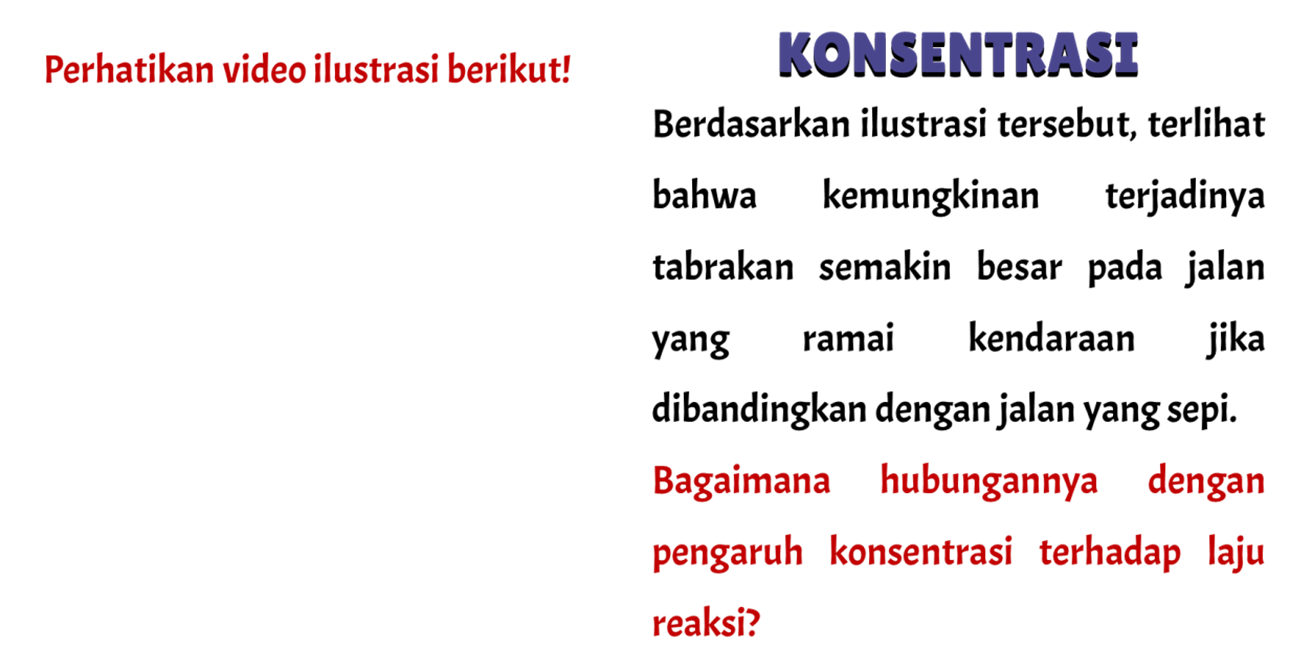 Perhatikan video ilustrasi berikut!
KONSENTRASI
Berdasarkan ilustrasi tersebut, terlihat
bahwa kemungkinan terjadinya
tabrakan semakin besar pada jalan
yang ramai kendaraan jika
dibandingkan dengan jalan yang sepi.
Bagaimana hubungannya dengan
pengaruh konsentrasi terhadap laju
reaksi?